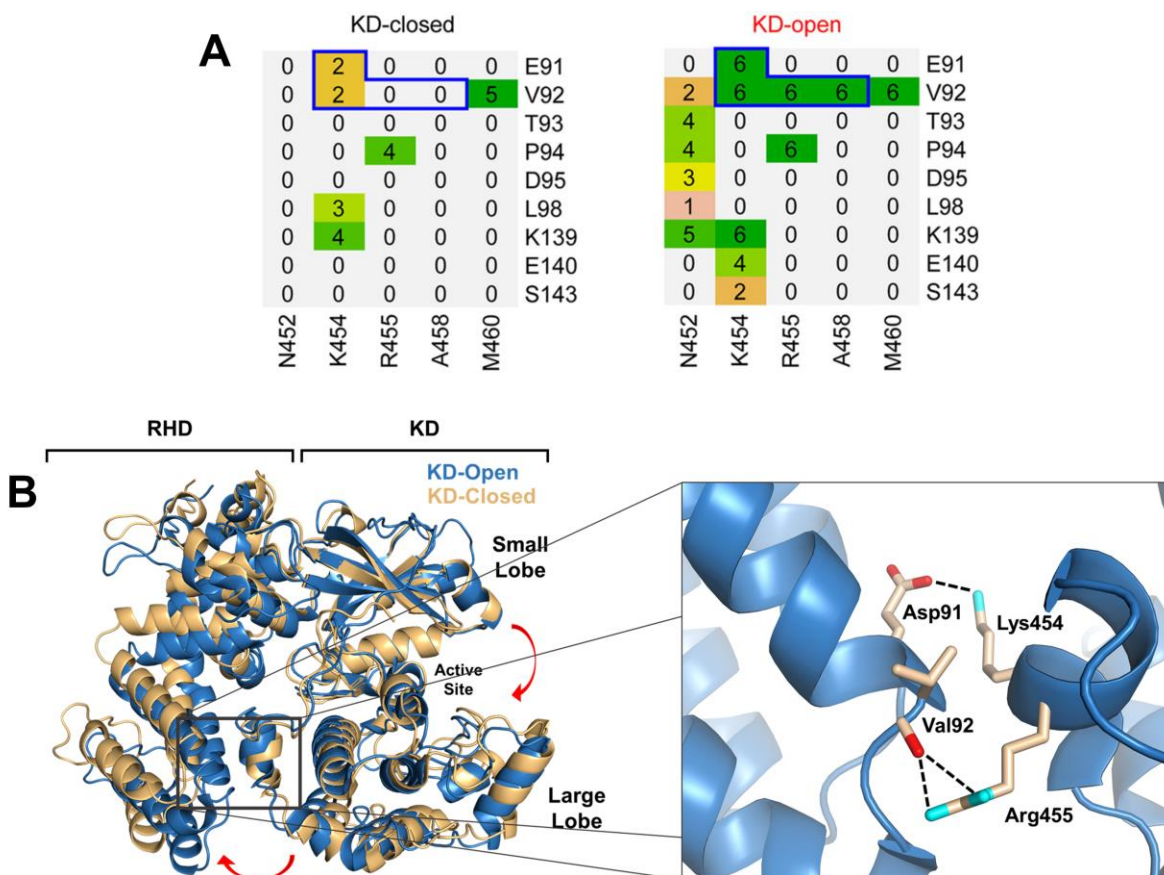 A
KD-closed
0 2 0 0 0 E91
0 2 0 0 5 V92
0 0 0 0 0 T93
0 0 4 0 0 P94
0 0 0 0 0 D95
0 3 0 0 0 L98
0 4 0 0 0 K139
0 0 0 0 0 E140
0 0 0 0 0 S143
N452 K454 R455 A458 M460
KD-open
0 6 0 0 0 E91
2 6 6 6 6 V92
4 0 0 0 0 T93
4 0 6 0 0 P94
3 0 0 0 0 D95
1 0 0 0 0 L98
5 6 0 0 0 K139
0 4 0 0 0 E140
0 2 0 0 0 S143
N452 K454 R455 A458 M460
B
RHD KD
KD-Open
KD-Closed
Small
Lobe
Active
Site
Large
Lobe
Asp91
Lys454
Val92
Arg455